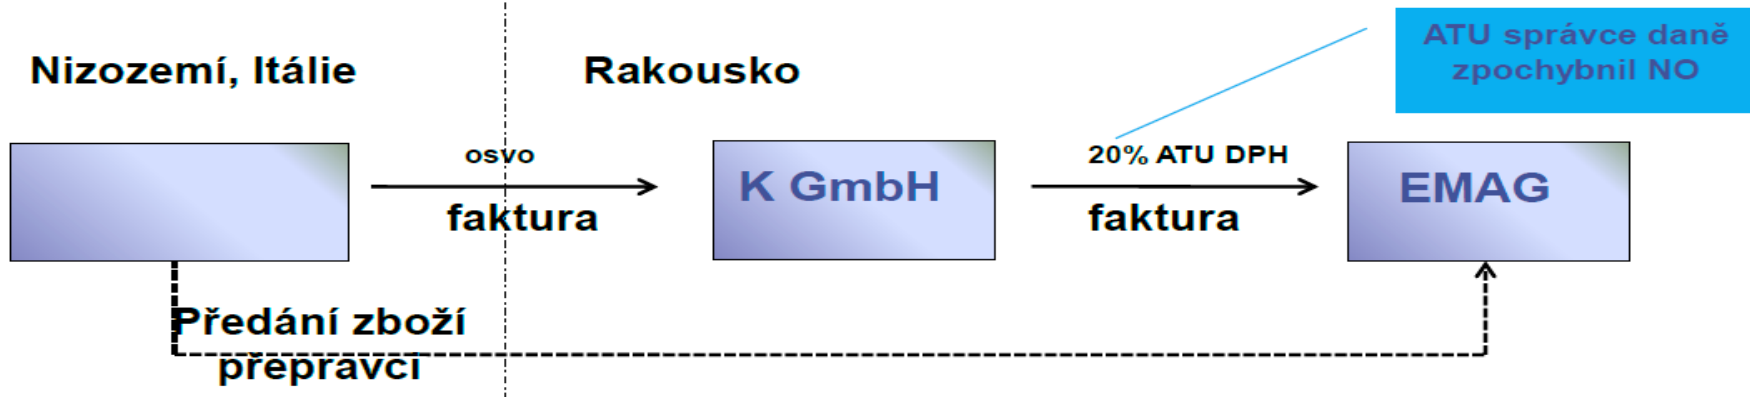 ATU správce daně
zpochybnil NO
Nizozemí, Itálie
Rakousko
osvo
faktura
K GmbH
20% ATU DPH
faktura
EMAG
Předání zboží
přepravci